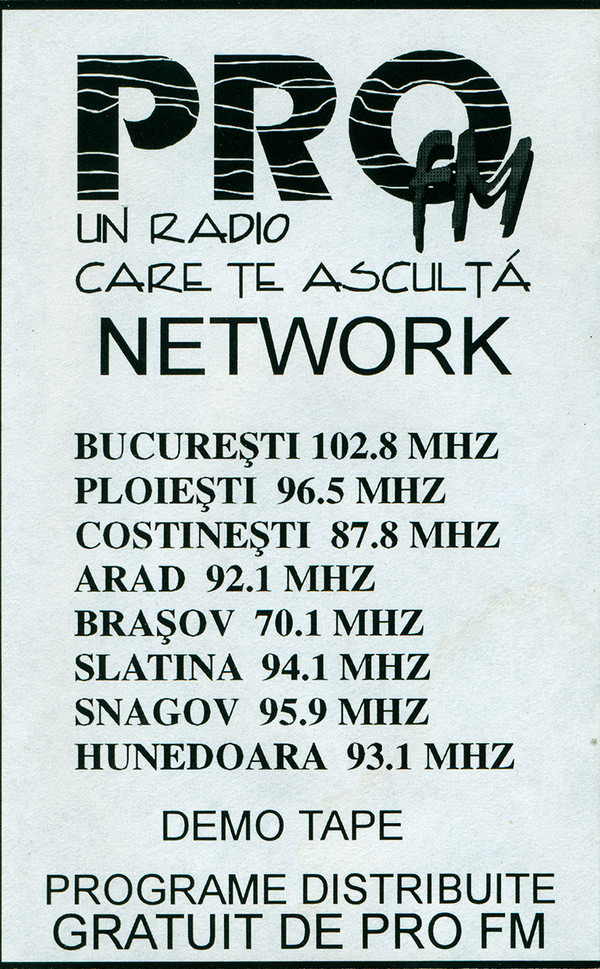 PRO FM
UN RADIO
CARE TE ASCULTÁ
NETWORK
BUCUREŞTI 102.8 MHZ
PLOIEŞTI 96.5 MHZ
COSTINEŞTI 87.8 MHZ
ARAD 92.1 MHZ
BRAŞOV 70.1 MHZ
SLATINA 94.1 MHZ
SNAGOV 95.9 MHZ
HUNEDOARA 93.1 MHZ
DEMO TAPE
PROGRAME DISTRIBUITE
GRATUIT DE PRO FM